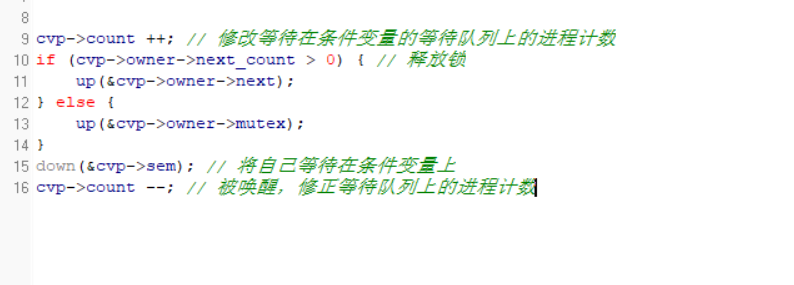 8
9 cvp->count ++; // 修改等待在条件变量的等待队列上的进程计数
10 if (cvp->owner->next_count > 0) { // 释放锁
11     up(&cvp->owner->next);
12 } else {
13     up(&cvp->owner->mutex);
14 }
15 down(&cvp->sem); // 将自己等待在条件变量上
16 cvp->count --; // 被唤醒，修正等待队列上的进程计数